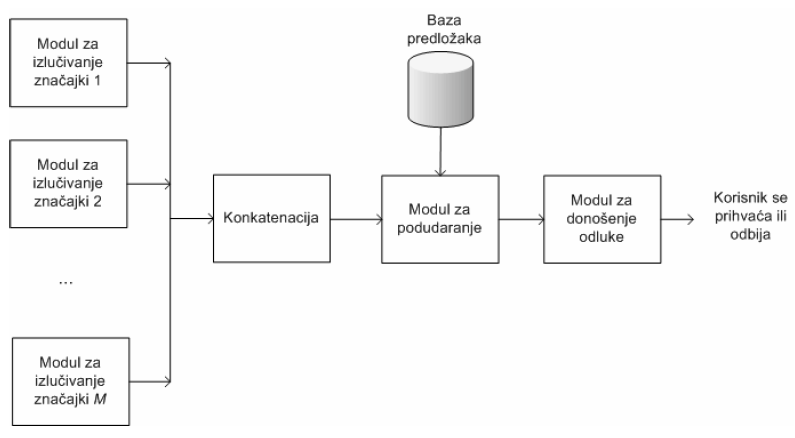 Modul za
izlučivanje
značajki 1
Modul za
izlučivanje
značajki 2
...
Modul za
izlučivanje
značajki M
Konkatenacija
Baza
predložaka
Modul za
podudaranje
Modul za
donošenje
odluke
Korisnik se
prihvaća ili
odbija